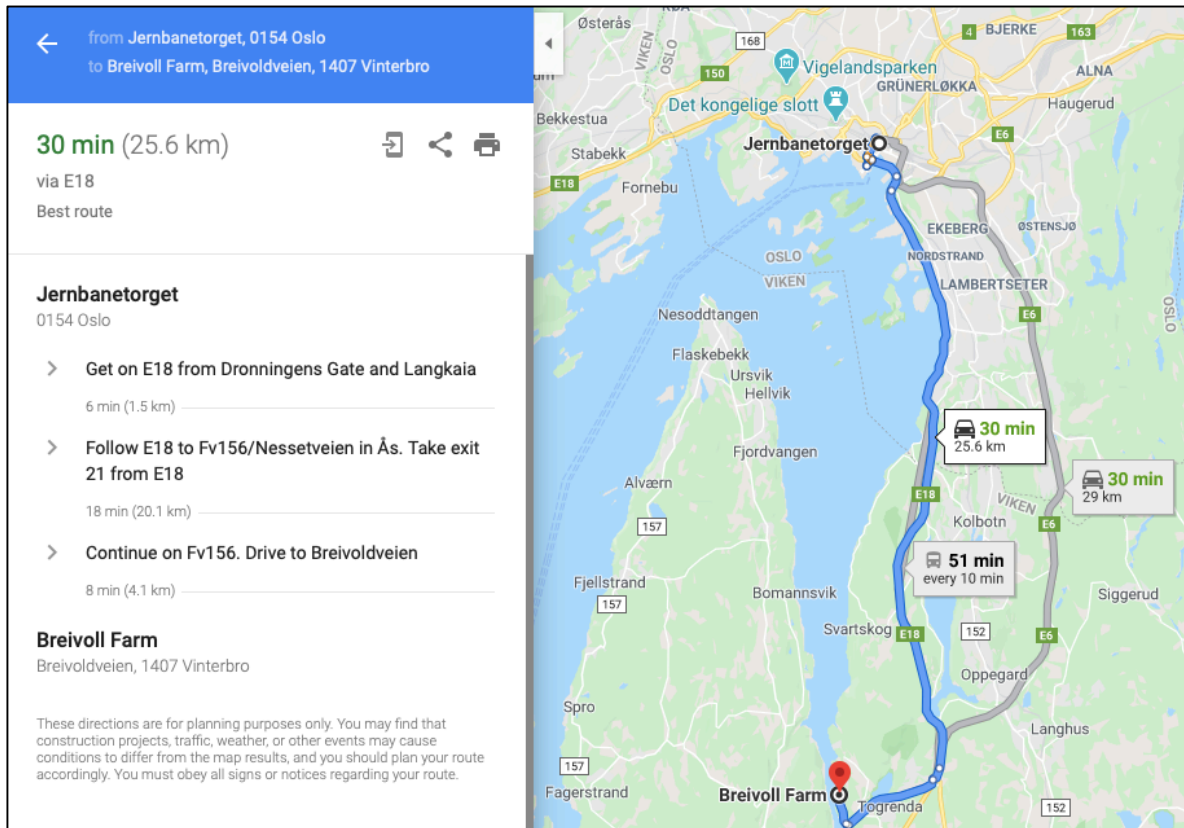 from Jernbanetorget, 0154 Oslo
to Breivoll Farm, Breivoldveien, 1407 Vinterbro
30 min (25.6 km)
via E18
Best route
Jernbanetorget
0154 Oslo
Get on E18 from Dronningens Gate and Langkaia
6 min (1.5 km)
Follow E18 to Fv156/Nessetveien in Ås. Take exit
21 from E18
18 min (20.1 km)
Continue on Fv156. Drive to Breivoldveien
8 min (4.1 km)
Breivoll Farm
Breivoldveien, 1407 Vinterbro
These directions are for planning purposes only. You may find that
construction projects, traffic, weather, or other events may cause
conditions to differ from the map results, and you should plan your route
accordingly. You must obey all signs or notices regarding your route.
Østerås
VIKEN
OSLO
168
4
BJERKE
163
150
Vigelandsparken
ALNA
GRÜNERLØKKA
Det kongelige slott
Haugerud
Bekkestua
E6
Jernbanetorget
Stabekk
E18
Fornebu
EKEBERG
ØSTENSJØ
OSLO
VIKEN
NORDSTRAND
LAMBERTSETER
OSLO
Nesoddtangen
E6
Flaskebekk
Ursvik
Hellvik
30 min
25.6 km
Fjordvangen
30 min
29 km
Alværn
E18
VIKEN
157
Kolbotn
E6
51 min
every 10 min
Fjellstrand
Bomannsvik
Siggerud
157
Svartskog
E18
152
E6
Oppegard
Spro
Langhus
157
Breivoll Farm
Fagerstrand
Togrenda
152